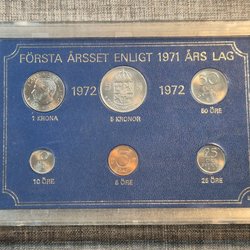 FÖRSTA ÅRSSET ENLIGT 1971 ÅRS LAG
1972 1972
1 KRONA 5 KRONOR 50 ÖRE
10 ÖRE 5 ÖRE 25 ÖRE